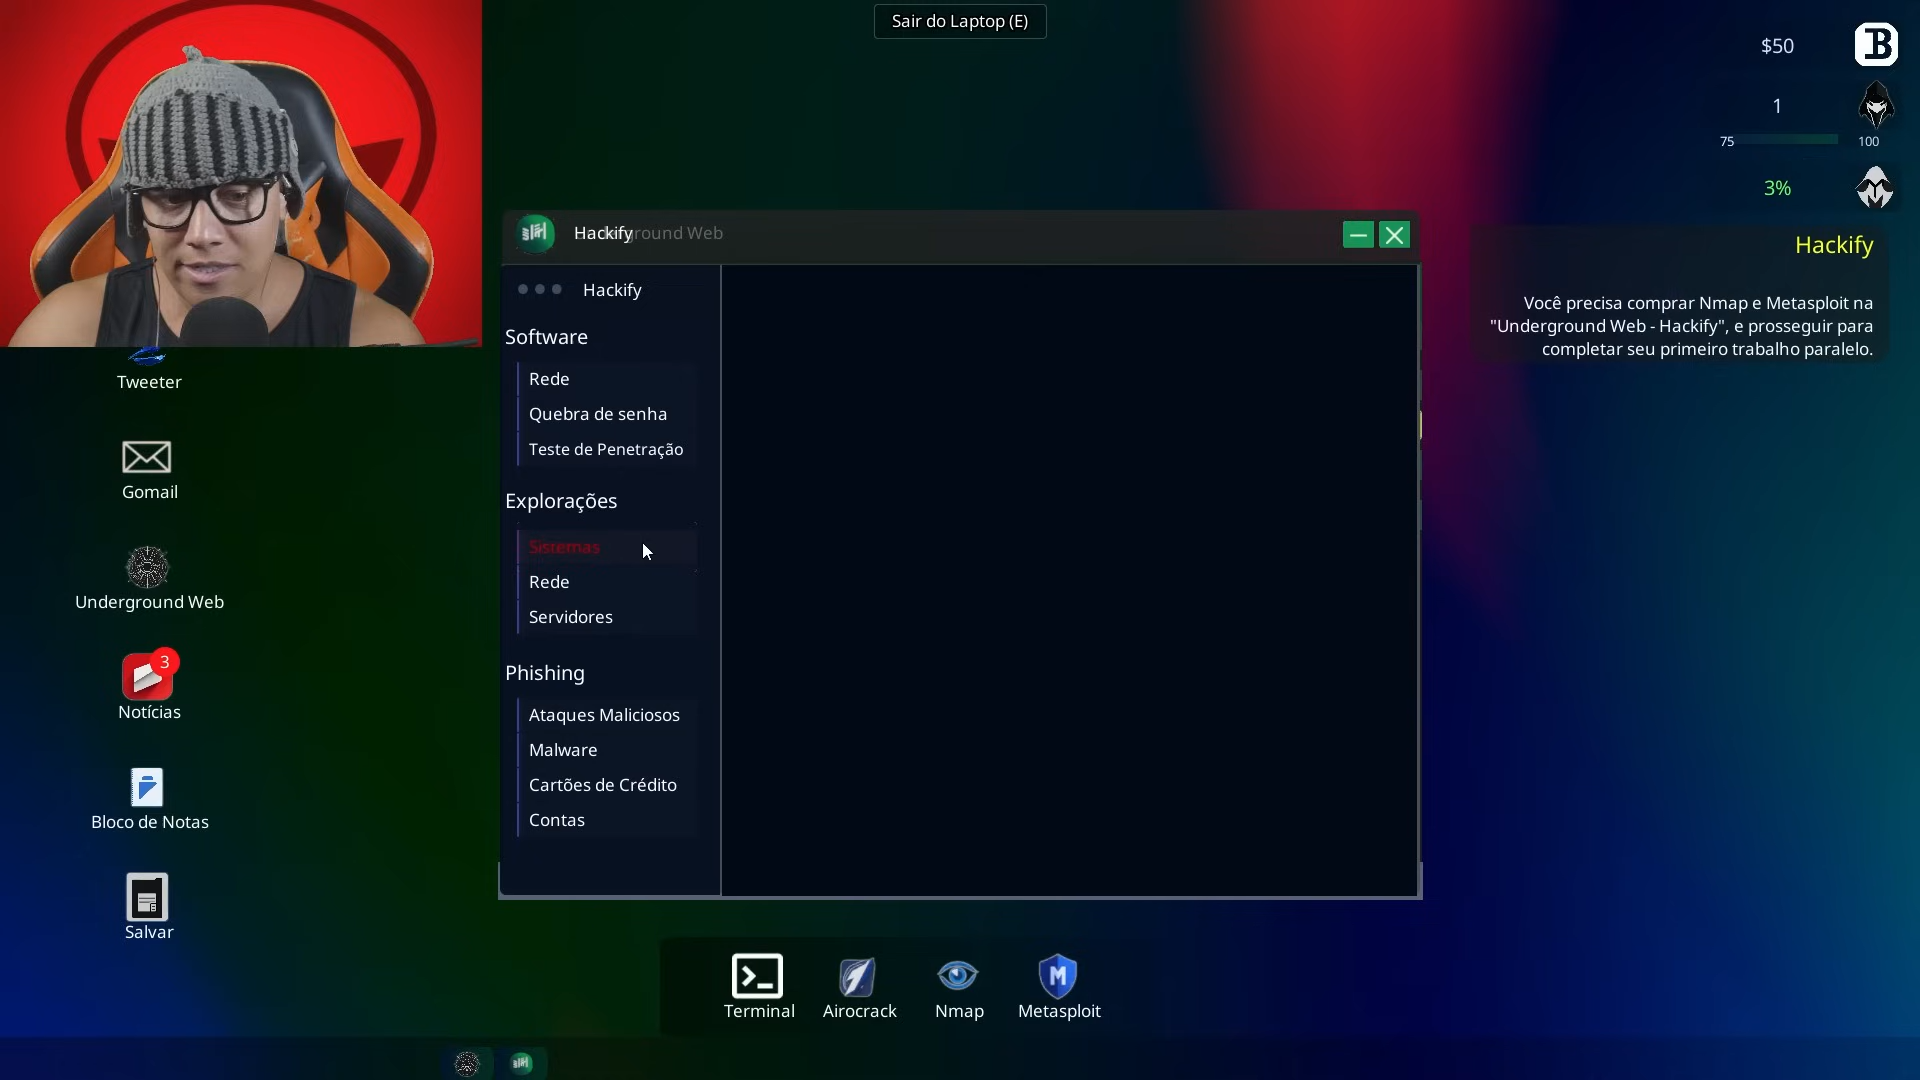 Sair do Laptop (E)
$50
1
75
100
3%
Hackify
Você precisa comprar Nmap e Metasploit na
"Underground Web - Hackify", e prosseguir para
completar seu primeiro trabalho paralelo.
Hackify
Underground Web
Hackify
Software
Rede
Quebra de senha
Teste de Penetração
Explorações
Sistemas
Rede
Servidores
Phishing
Ataques Maliciosos
Malware
Cartões de Crédito
Contas
Tweeter
Gomail
Underground Web
3
Notícias
Bloco de Notas
Salvar
Terminal
Airocrack
Nmap
M
Metasploit